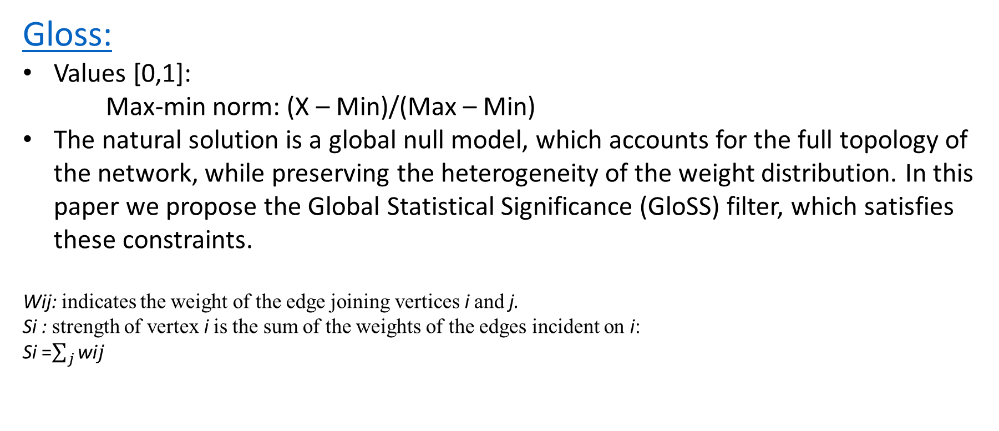 Gloss:
• Values [0,1]:
Max-min norm: (X – Min)/(Max – Min)
• The natural solution is a global null model, which accounts for the full topology of
the network, while preserving the heterogeneity of the weight distribution. In this
paper we propose the Global Statistical Significance (GloSS) filter, which satisfies
these constraints.
Wij: indicates the weight of the edge joining vertices i and j.
Si : strength of vertex i is the sum of the weights of the edges incident on i:
Si =∑j wij